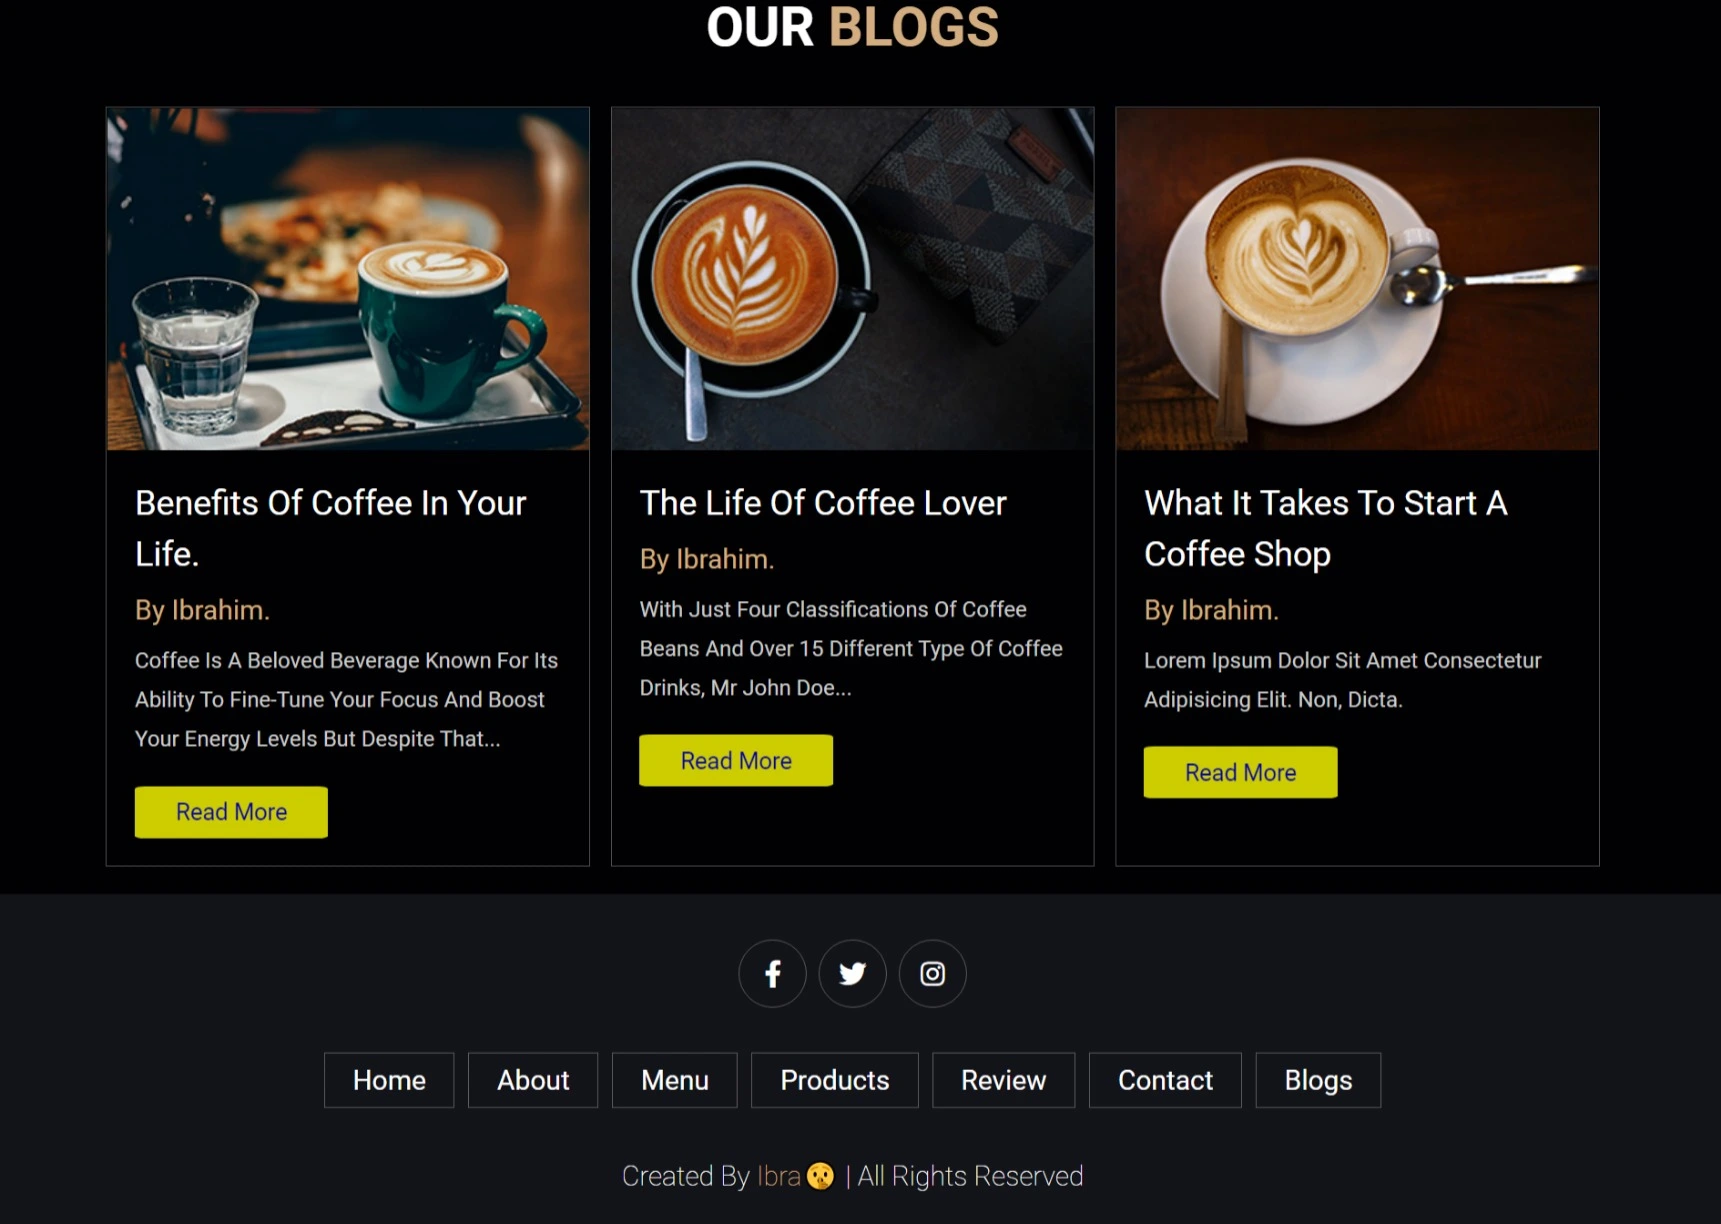 OUR BLOGS
Benefits Of Coffee In Your
Life.
By Ibrahim.
Coffee Is A Beloved Beverage Known For Its
Ability To Fine-Tune Your Focus And Boost
Your Energy Levels But Despite That...
Read More
The Life Of Coffee Lover
By Ibrahim.
With Just Four Classifications Of Coffee
Beans And Over 15 Different Type Of Coffee
Drinks, Mr John Doe...
Read More
What It Takes To Start A
Coffee Shop
By Ibrahim.
Lorem Ipsum Dolor Sit Amet Consectetur
Adipisicing Elit. Non, Dicta.
Read More
Home About Menu Products Review Contact Blogs
Created By Ibra🤫 | All Rights Reserved